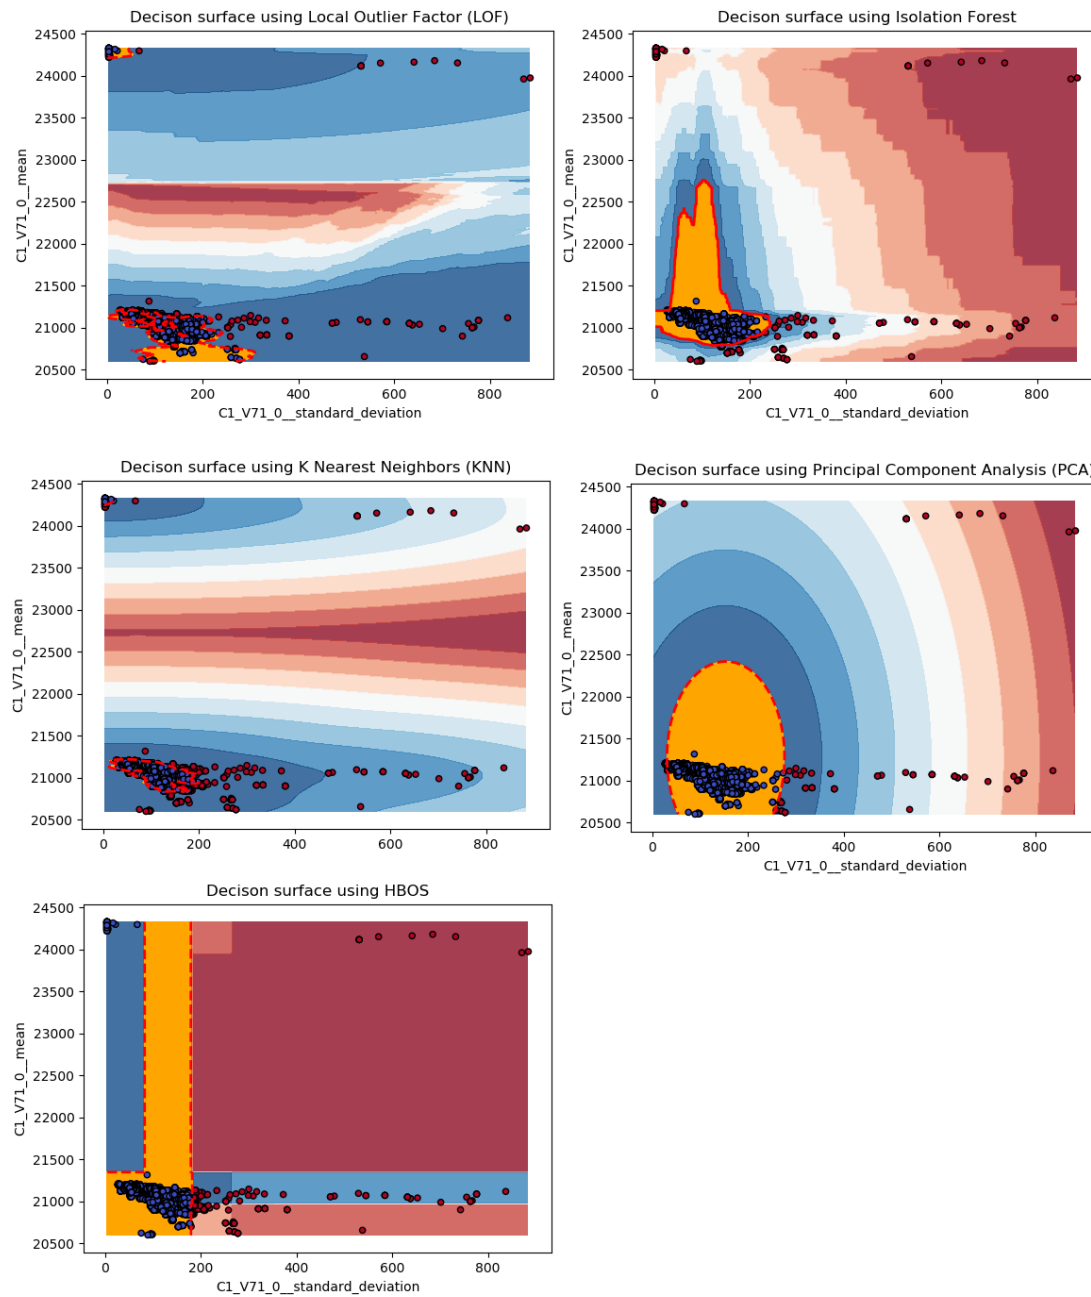 Decison surface using Local Outlier Factor (LOF)
24500
24000
23500
23000
22500
22000
21500
21000
20500
C1_V71_0__mean
0 200 400 600 800
C1_V71_0__standard_deviation
Decison surface using Isolation Forest
24500
24000
23500
23000
22500
22000
21500
21000
20500
C1_V71_0__mean
0 200 400 600 800
C1_V71_0__standard_deviation
Decison surface using K Nearest Neighbors (KNN)
24500
24000
23500
23000
22500
22000
21500
21000
20500
C1_V71_0__mean
0 200 400 600 800
C1_V71_0__standard_deviation
Decison surface using Principal Component Analysis (PCA)
24500
24000
23500
23000
22500
22000
21500
21000
20500
C1_V71_0__mean
0 200 400 600 800
C1_V71_0__standard_deviation
Decison surface using HBOS
24500
24000
23500
23000
22500
22000
21500
21000
20500
C1_V71_0__mean
0 200 400 600 800
C1_V71_0__standard_deviation